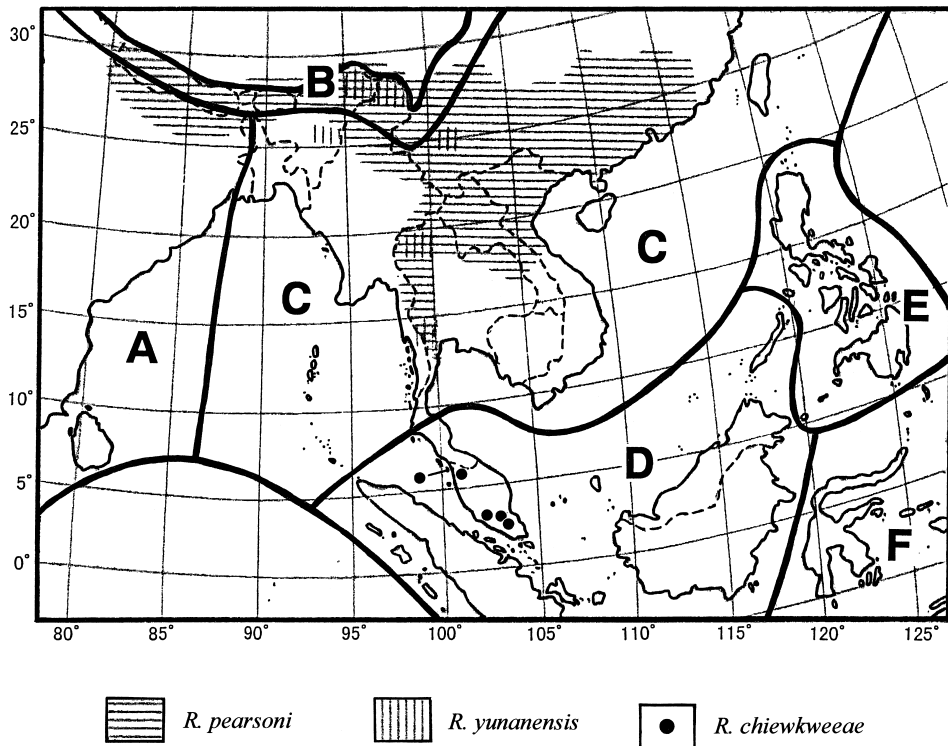 30°
B
25°
20°
C
C
15°
E
A
10°
D
5°
F
0°
80° 85° 90° 95° 100° 105° 110° 115° 120° 125°
R. pearsoni R. yunanensis R. chiewkweeae